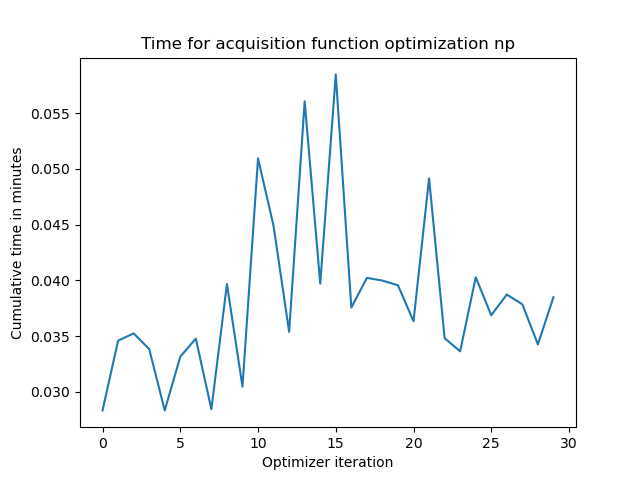 Time for acquisition function optimization np
Cumulative time in minutes
0.055
0.050
0.045
0.040
0.035
0.030
0 5 10 15 20 25 30
Optimizer iteration